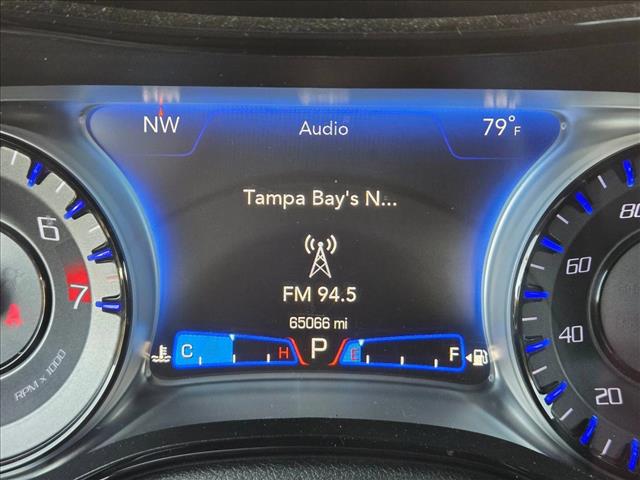 NW Audio 79°F
Tampa Bay's N...
FM 94.5
65066 mi
C H P E F
6
7
RPM x 1000
80
60
40
20